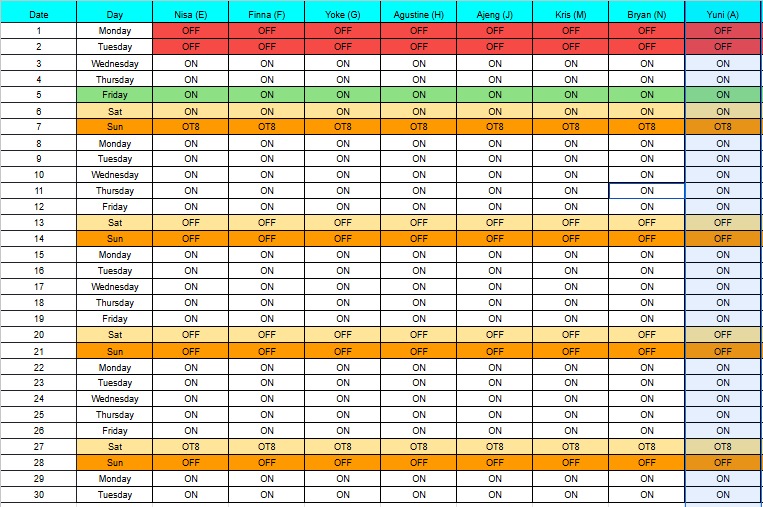 Date Day Nisa (E) Finna (F) Yoke (G) Agustine (H) Ajeng (J) Kris (M) Bryan (N) Yuni (A)
1 Monday OFF OFF OFF OFF OFF OFF OFF OFF
2 Tuesday OFF OFF OFF OFF OFF OFF OFF OFF
3 Wednesday ON ON ON ON ON ON ON ON
4 Thursday ON ON ON ON ON ON ON ON
5 Friday ON ON ON ON ON ON ON ON
6 Sat ON ON ON ON ON ON ON ON
7 Sun OT8 OT8 OT8 OT8 OT8 OT8 OT8 OT8
8 Monday ON ON ON ON ON ON ON ON
9 Tuesday ON ON ON ON ON ON ON ON
10 Wednesday ON ON ON ON ON ON ON ON
11 Thursday ON ON ON ON ON ON ON ON
12 Friday ON ON ON ON ON ON ON ON
13 Sat OFF OFF OFF OFF OFF OFF OFF OFF
14 Sun OFF OFF OFF OFF OFF OFF OFF OFF
15 Monday ON ON ON ON ON ON ON ON
16 Tuesday ON ON ON ON ON ON ON ON
17 Wednesday ON ON ON ON ON ON ON ON
18 Thursday ON ON ON ON ON ON ON ON
19 Friday ON ON ON ON ON ON ON ON
20 Sat OFF OFF OFF OFF OFF OFF OFF OFF
21 Sun OFF OFF OFF OFF OFF OFF OFF OFF
22 Monday ON ON ON ON ON ON ON ON
23 Tuesday ON ON ON ON ON ON ON ON
24 Wednesday ON ON ON ON ON ON ON ON
25 Thursday ON ON ON ON ON ON ON ON
26 Friday ON ON ON ON ON ON ON ON
27 Sat OT8 OT8 OT8 OT8 OT8 OT8 OT8 OT8
28 Sun OFF OFF OFF OFF OFF OFF OFF OFF
29 Monday ON ON ON ON ON ON ON ON
30 Tuesday ON ON ON ON ON ON ON ON